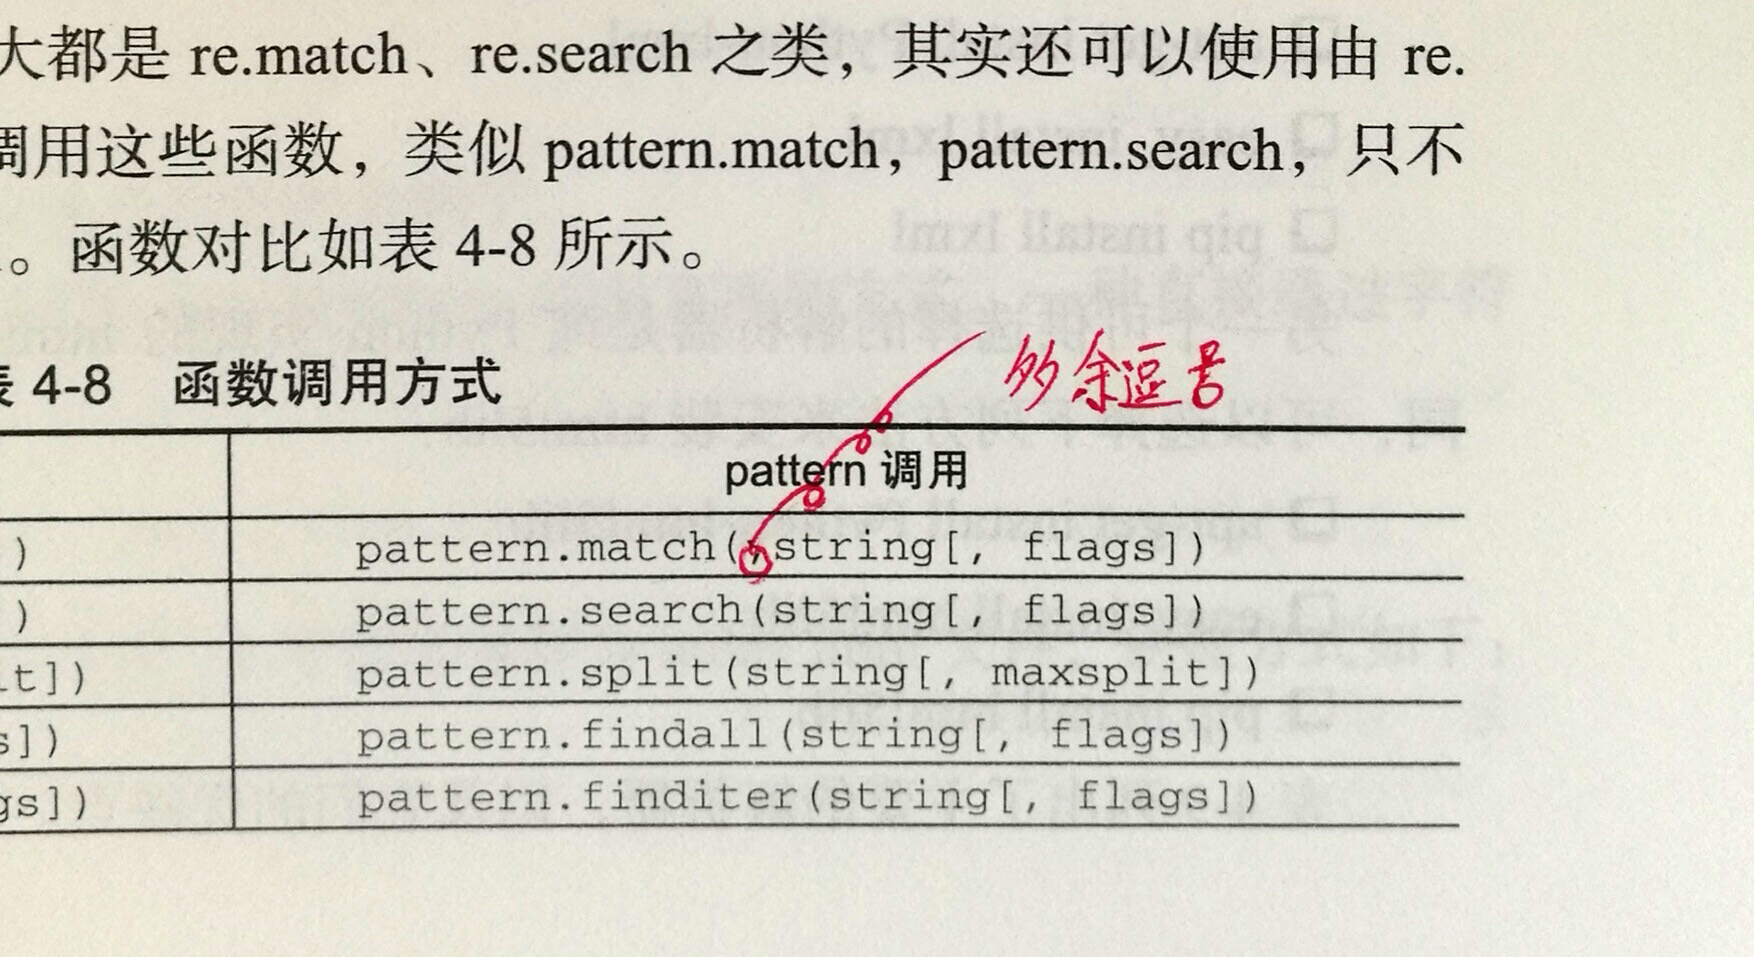 大都是 re.match、re.search 之类，其实还可以使用由 re.
调用这些函数，类似 pattern.match，pattern.search，只不
。函数对比如表 4-8 所示。
多余逗号
表 4-8 函数调用方式
pattern 调用
) pattern.match(,string[, flags])
) pattern.search(string[, flags])
it]) pattern.split(string[, maxsplit])
s]) pattern.findall(string[, flags])
gs]) pattern.finditer(string[, flags])